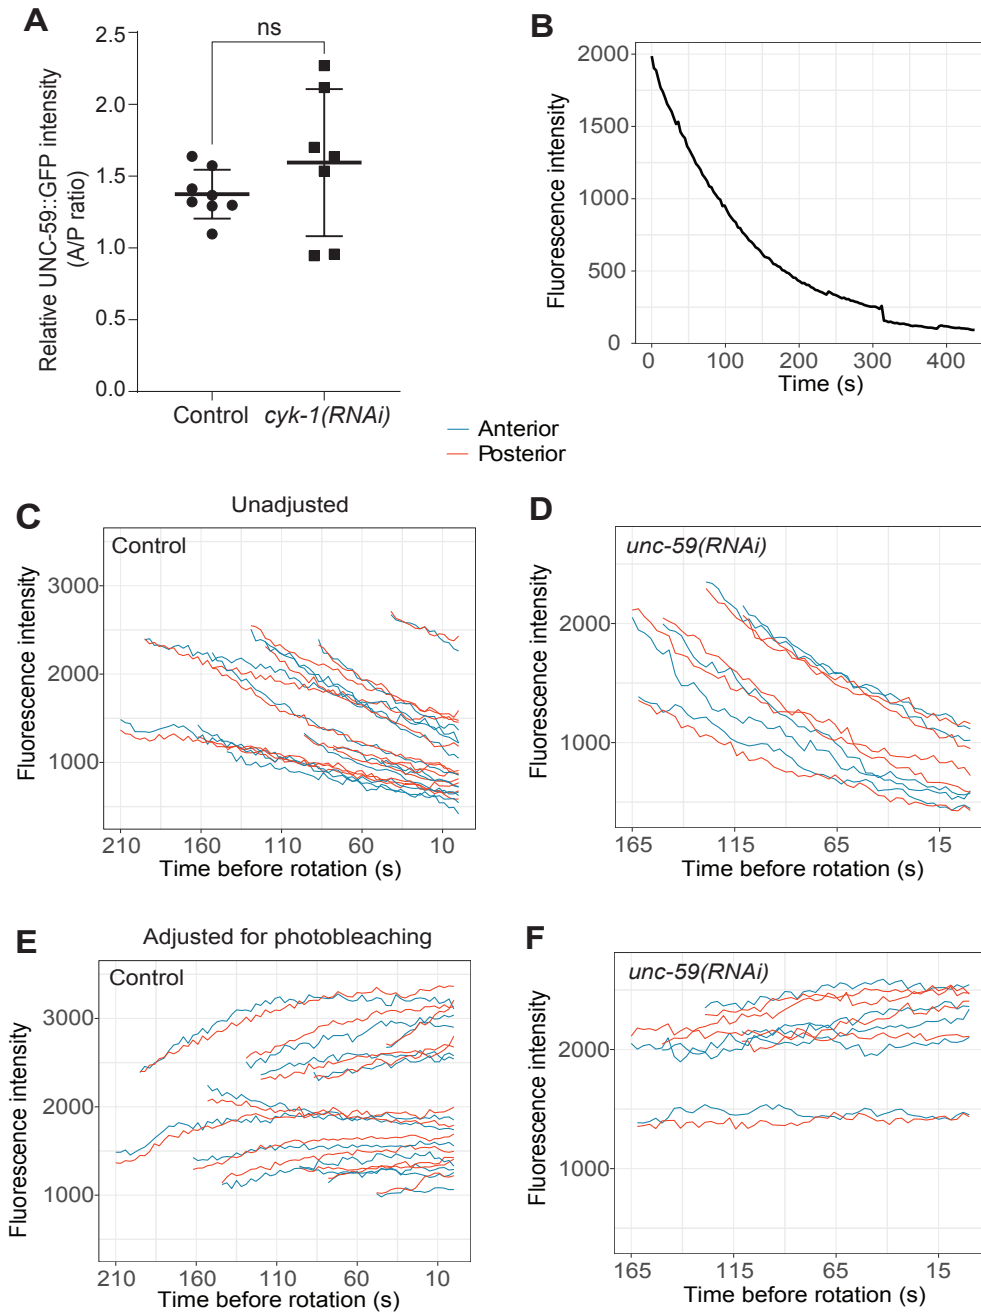 A
ns
2.5
2.0
1.5
1.0
0.5
0.0
Relative UNC-59::GFP intensity
(A/P ratio)
Control cyk-1(RNAi)
B
2000
1500
1000
500
0
Fluorescence intensity
0 100 200 300 400
Time (s)
Anterior
Posterior
C
Unadjusted
Control
3000
2000
1000
Fluorescence intensity
210 160 110 60 10
Time before rotation (s)
D
unc-59(RNAi)
2000
1000
Fluorescence intensity
165 115 65 15
Time before rotation (s)
E
Adjusted for photobleaching
Control
3000
2000
1000
Fluorescence intensity
210 160 110 60 10
Time before rotation (s)
F
unc-59(RNAi)
2000
1000
Fluorescence intensity
165 115 65 15
Time before rotation (s)